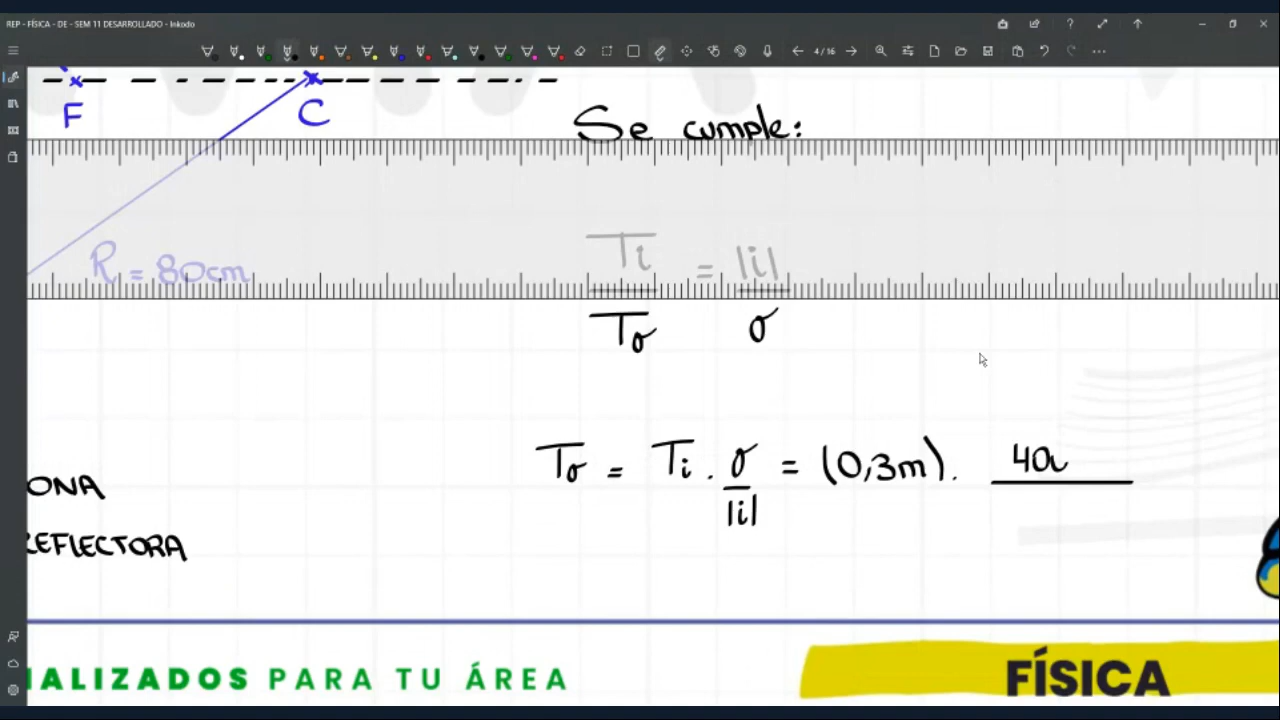 REP - FÍSICA - DE - SEM 11 DESARROLLADO - Inkodo
4 / 16
F
C
Se cumple:
R = 80cm
Ti / To = |i| / o
To = Ti . o / |i| = (0,3m) . 40
ONA
REFLECTORA
IALIZADOS PARA TU ÁREA
FÍSICA